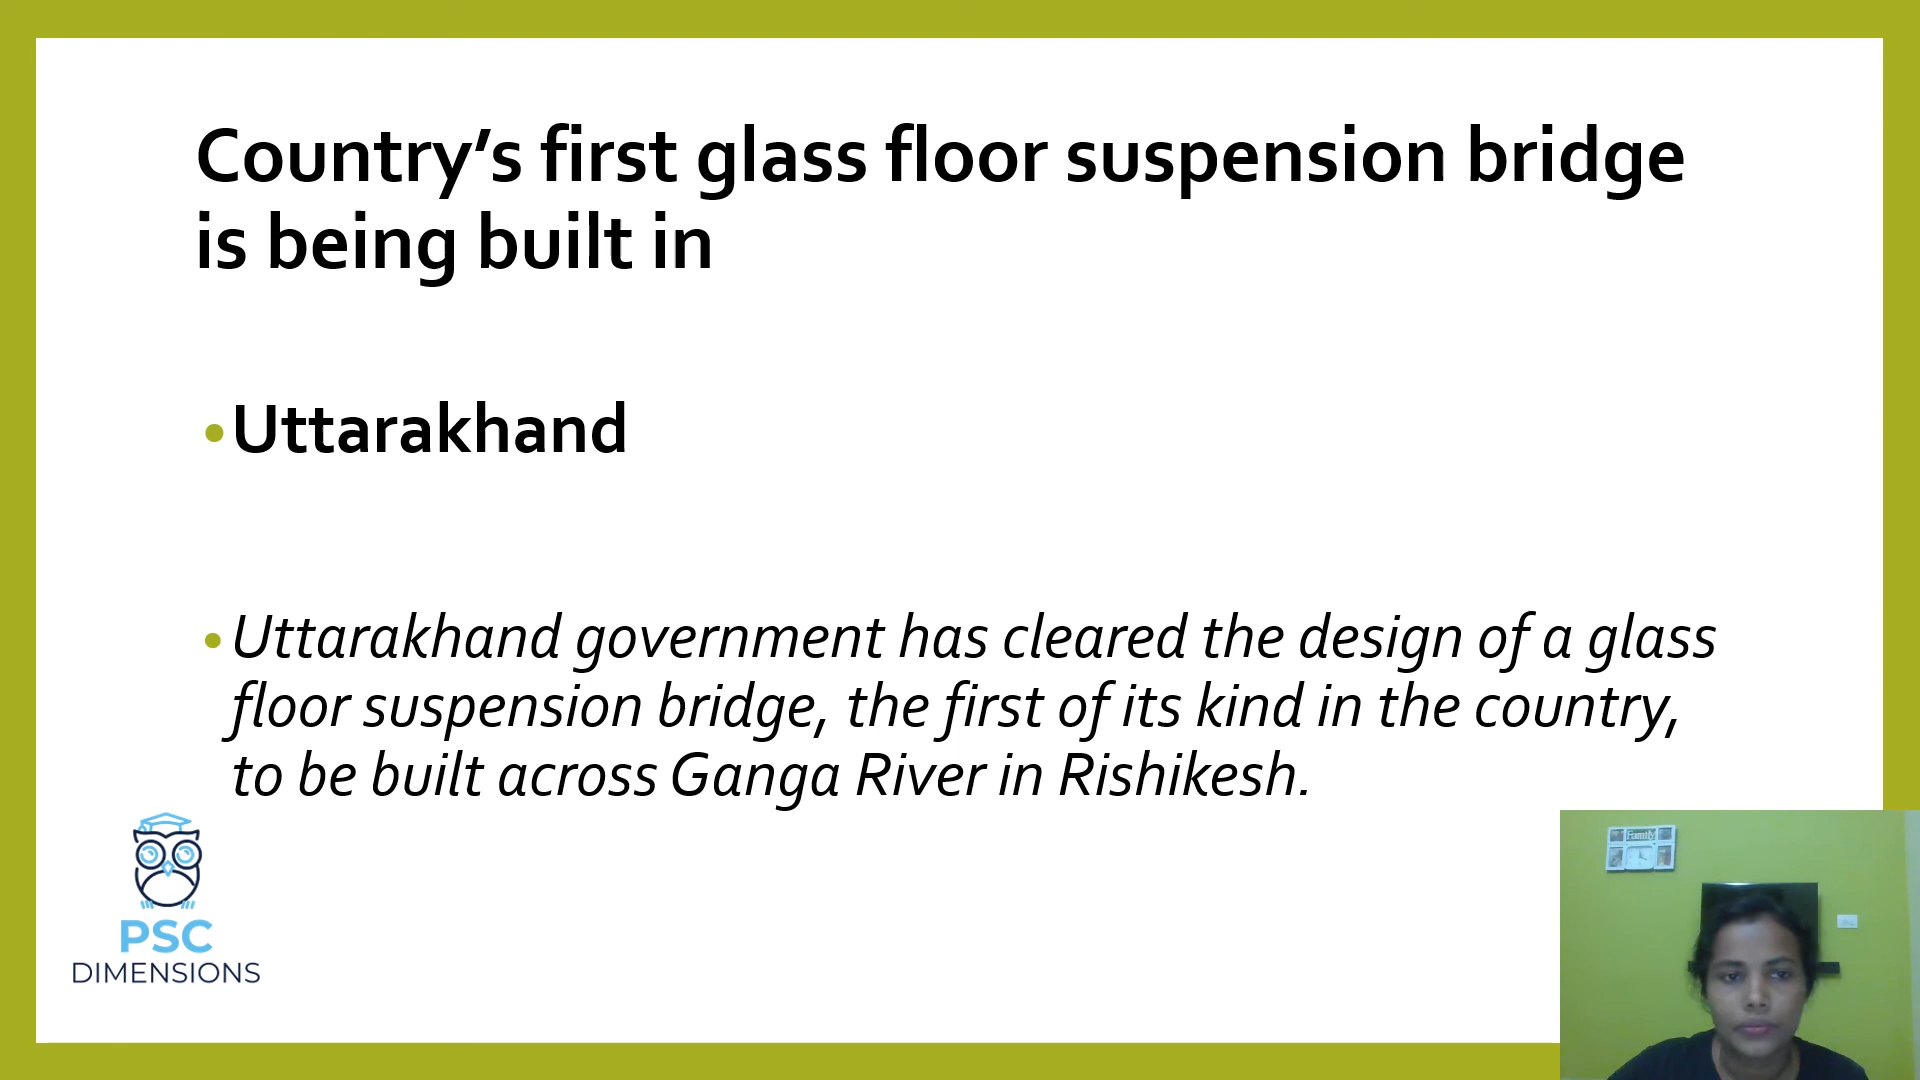 Country’s first glass floor suspension bridge
is being built in
•Uttarakhand
•Uttarakhand government has cleared the design of a glass
floor suspension bridge, the first of its kind in the country,
to be built across Ganga River in Rishikesh.
PSC
DIMENSIONS
Family